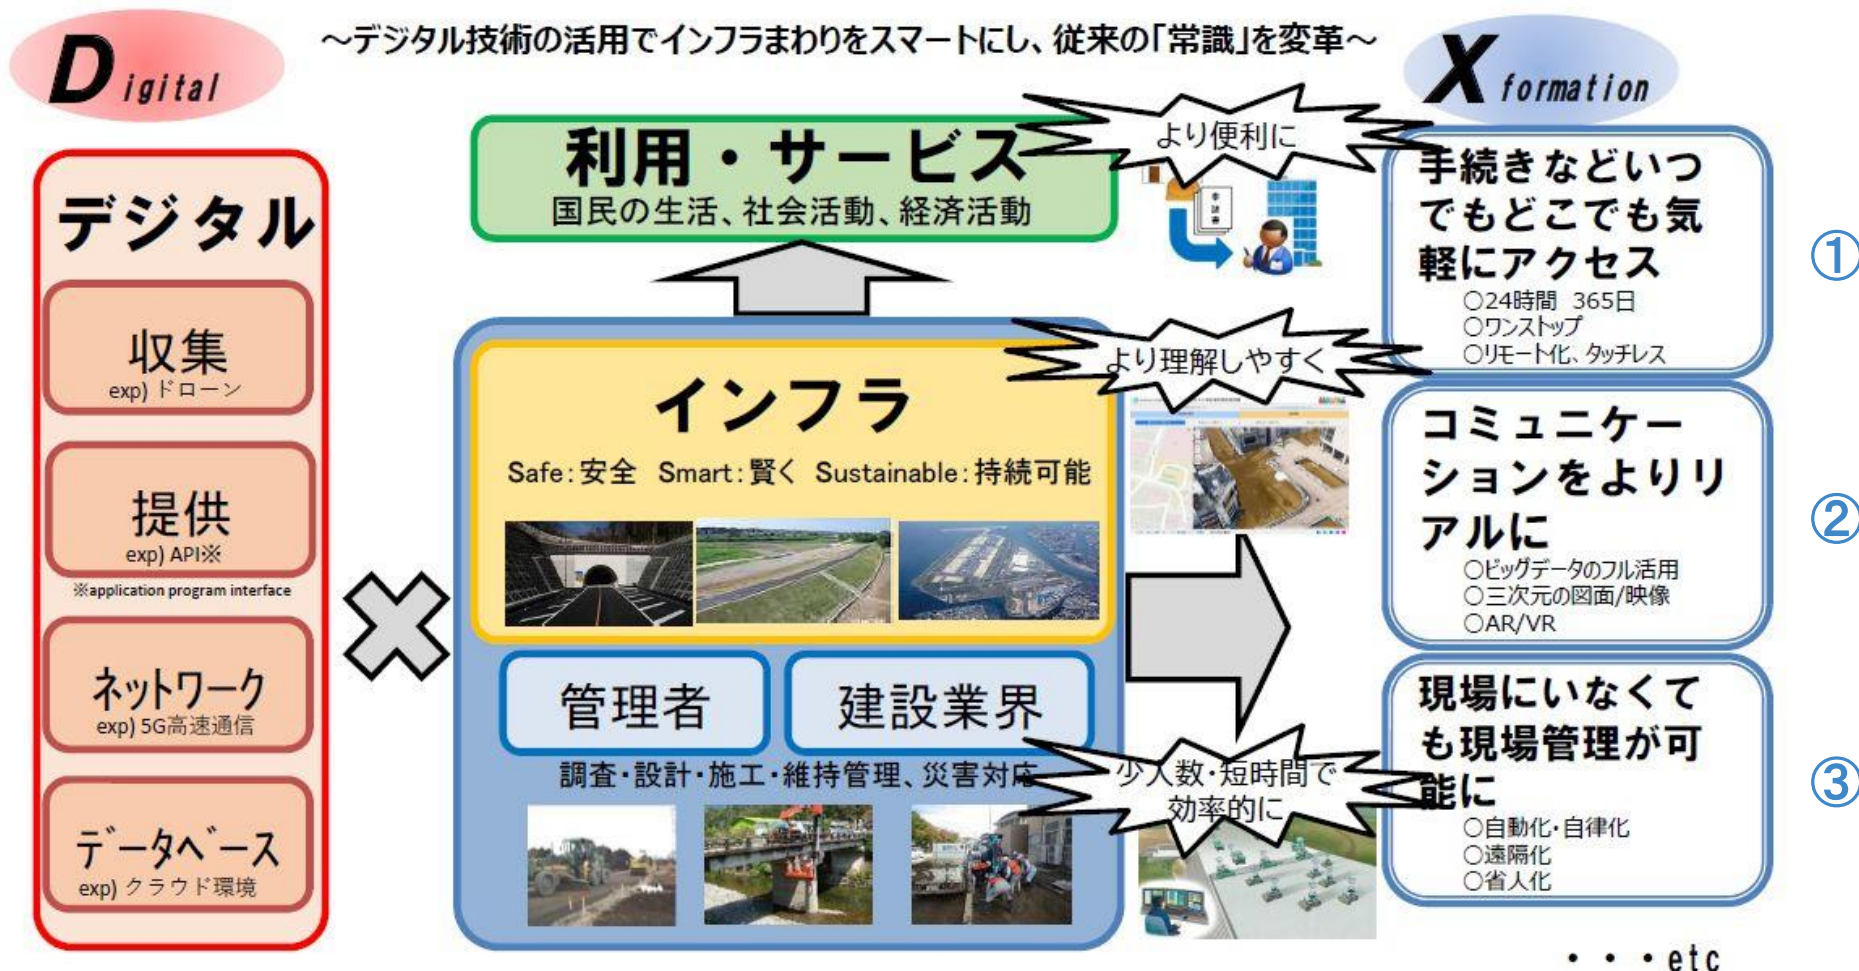 Digital
～デジタル技術の活用でインフラまわりをスマートにし、従来の「常識」を変革～
Xformation
デジタル
収集
exp) ドローン
提供
exp) API※
※application program interface
ネットワーク
exp) 5G高速通信
データベース
exp) クラウド環境
利用・サービス
国民の生活、社会活動、経済活動
より便利に
申請書
インフラ
Safe:安全 Smart:賢く Sustainable:持続可能
より理解しやすく
管理者
建設業界
調査・設計・施工・維持管理、災害対応
少人数・短時間で
効率的に
手続きなどいつ
でもどこでも気
軽にアクセス
○24時間 365日
○ワンストップ
○リモート化、タッチレス
①
コミュニケー
ションをよりリ
アルに
○ビッグデータのフル活用
○三次元の図面/映像
○AR/VR
②
現場にいなくて
も現場管理が可
能に
○自動化・自律化
○遠隔化
○省人化
③
・・・etc